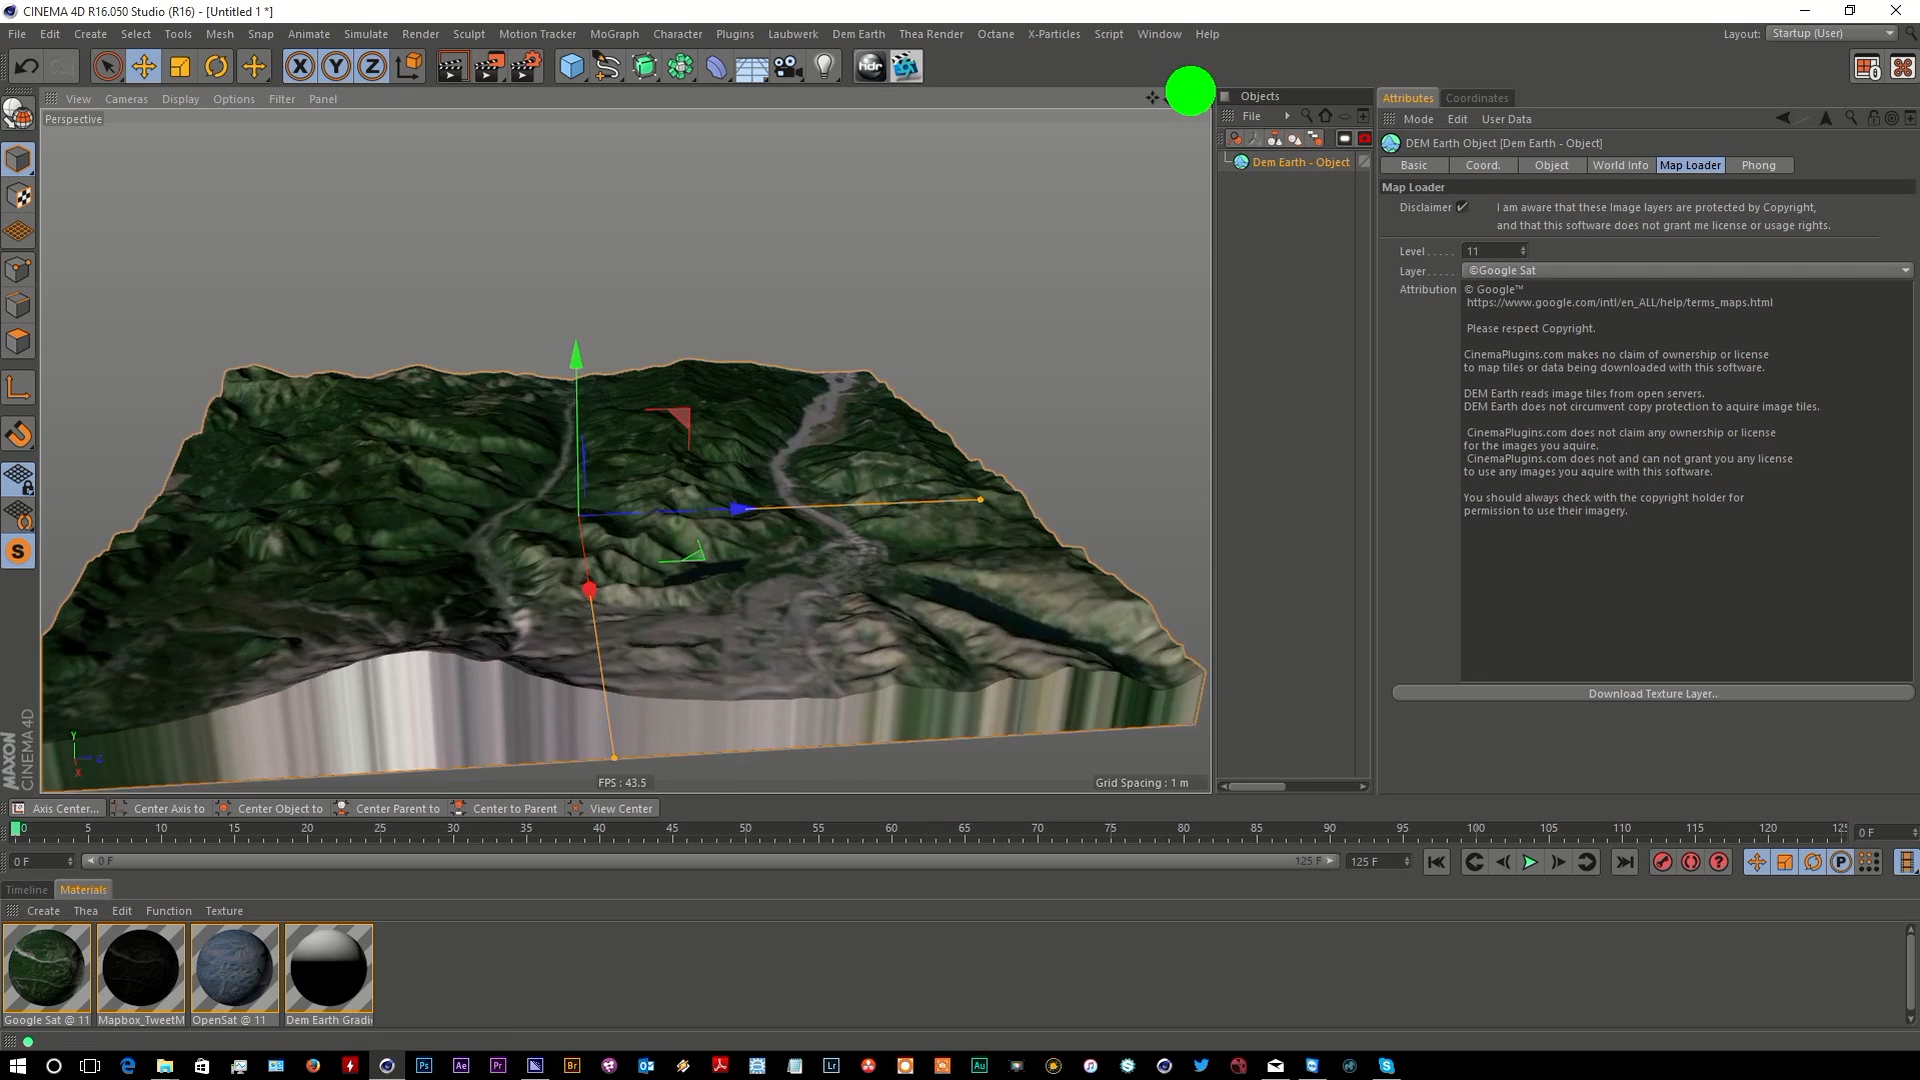 CINEMA 4D R16.050 Studio (R16) - [Untitled 1 *]
File Edit Create Select Tools Mesh Snap Animate Simulate Render Sculpt Motion Tracker MoGraph Character Plugins Laubwerk Dem Earth Thea Render Octane X-Particles Script Window Help Layout: Startup (User)
X Y Z hdr
View Cameras Display Options Filter Panel
Perspective
Objects
File
Dem Earth - Object
Attributes Coordinates
Mode Edit User Data
DEM Earth Object [Dem Earth - Object]
Basic Coord. Object World Info Map Loader Phong
Map Loader
Disclaimer I am aware that these Image layers are protected by Copyright,
and that this software does not grant me license or usage rights.
Level . . . . . 11
Layer . . . . . ©Google Sat
Attribution © Google™
https://www.google.com/intl/en_ALL/help/terms_maps.html
Please respect Copyright.
CinemaPlugins.com makes no claim of ownership or license
to map tiles or data being downloaded with this software.
DEM Earth reads image tiles from open servers.
DEM Earth does not circumvent copy protection to aquire image tiles.
CinemaPlugins.com does not claim any ownership or license
for the images you aquire.
CinemaPlugins.com does not and can not grant you any license
to use any images you aquire with this software.
You should always check with the copyright holder for
permission to use their imagery.
Download Texture Layer..
S
MAXON
CINEMA 4D
Y
Z
X
FPS : 43.5
Grid Spacing : 1 m
Axis Center... Center Axis to Center Object to Center Parent to Center to Parent View Center
0 5 10 15 20 25 30 35 40 45 50 55 60 65 70 75 80 85 90 95 100 105 110 115 120 0 F
0 F 0 F 125 F 125 F P
Timeline Materials
Create Thea Edit Function Texture
Google Sat @ 11 Mapbox_TweetM OpenSat @ 11 Dem Earth Gradi
Ps Ae Pr Br Lr Au